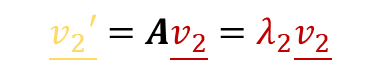 v₂′ = Av₂ = λ₂v₂